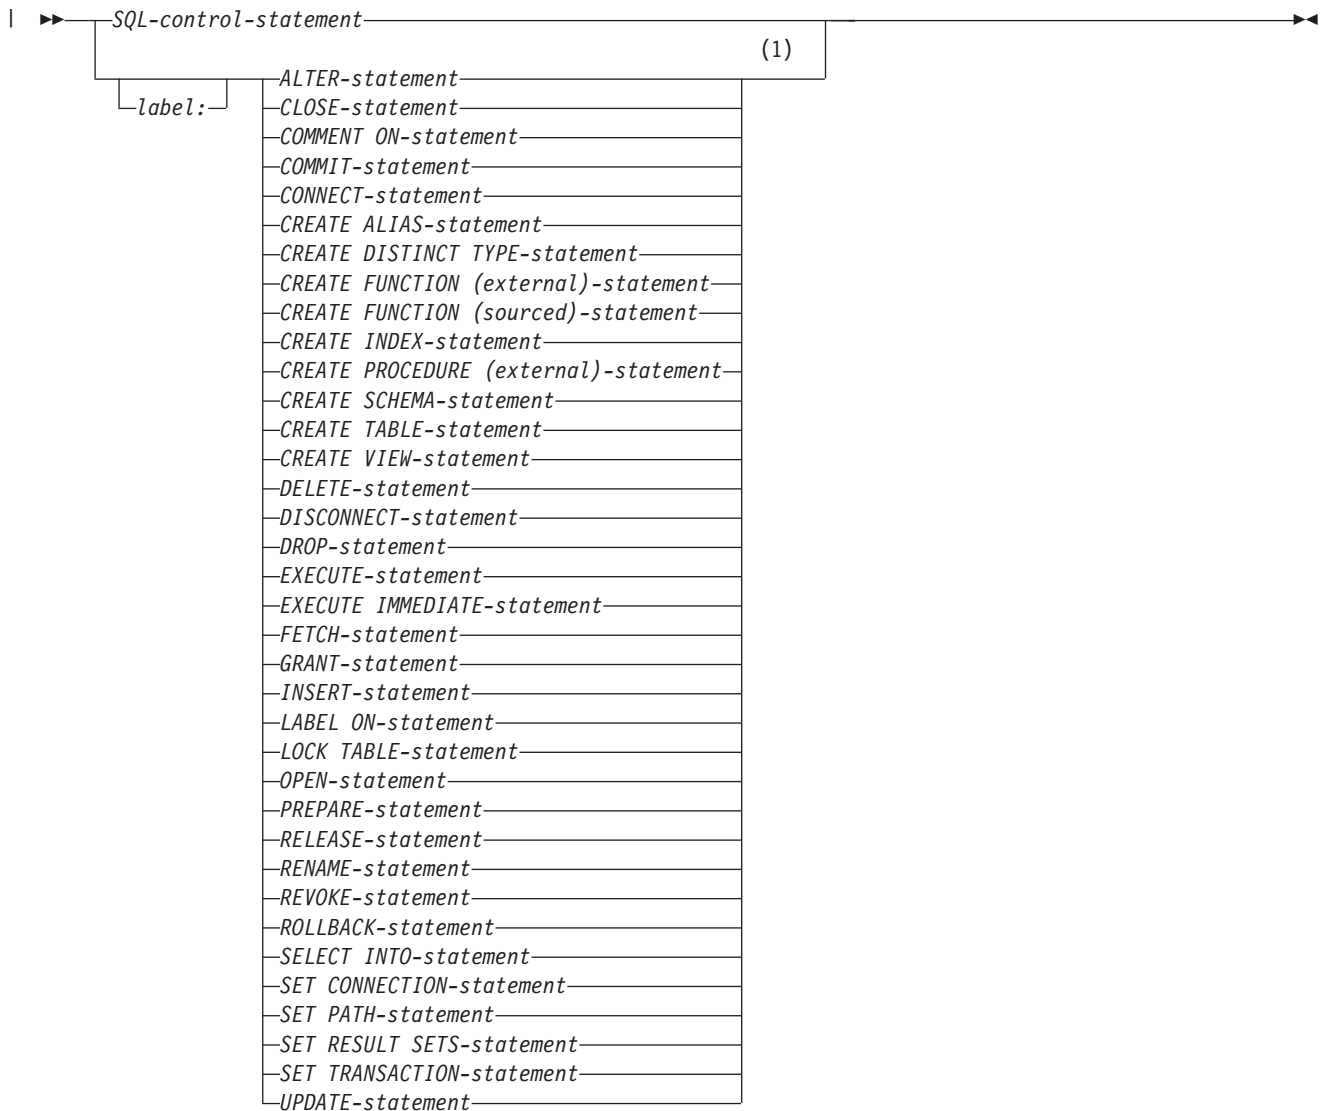 SQL-control-statement
(1)
ALTER-statement
label:
CLOSE-statement
COMMENT ON-statement
COMMIT-statement
CONNECT-statement
CREATE ALIAS-statement
CREATE DISTINCT TYPE-statement
CREATE FUNCTION (external)-statement
CREATE FUNCTION (sourced)-statement
CREATE INDEX-statement
CREATE PROCEDURE (external)-statement
CREATE SCHEMA-statement
CREATE TABLE-statement
CREATE VIEW-statement
DELETE-statement
DISCONNECT-statement
DROP-statement
EXECUTE-statement
EXECUTE IMMEDIATE-statement
FETCH-statement
GRANT-statement
INSERT-statement
LABEL ON-statement
LOCK TABLE-statement
OPEN-statement
PREPARE-statement
RELEASE-statement
RENAME-statement
REVOKE-statement
ROLLBACK-statement
SELECT INTO-statement
SET CONNECTION-statement
SET PATH-statement
SET RESULT SETS-statement
SET TRANSACTION-statement
UPDATE-statement